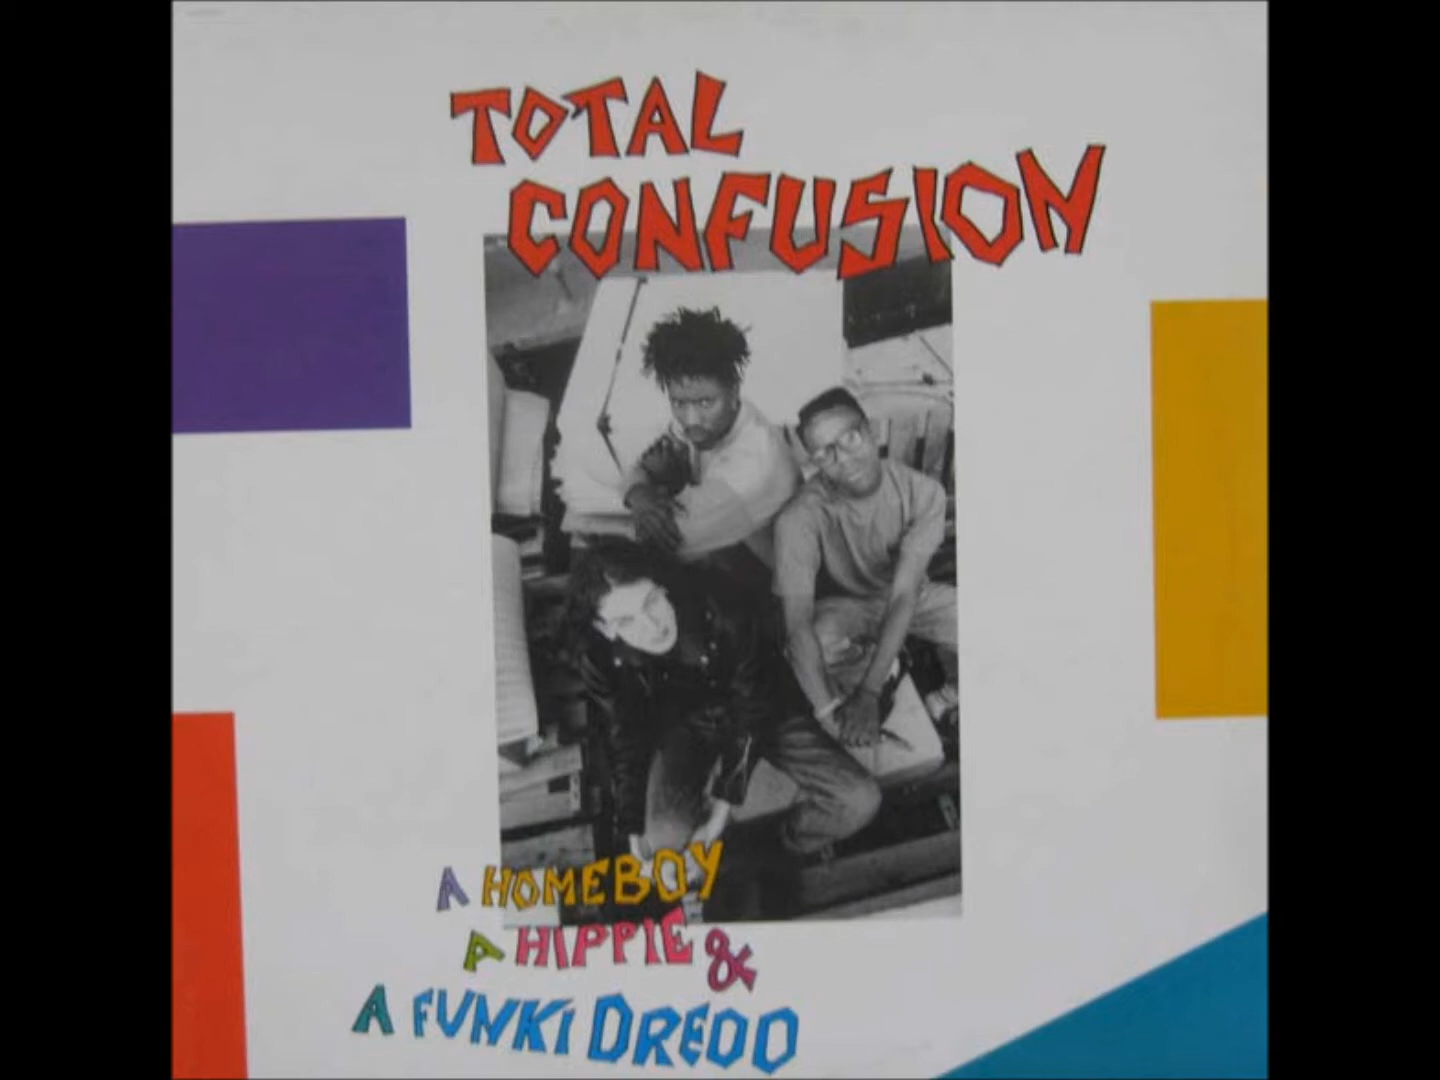 TOTAL
CONFUSION
A HOMEBOY
A HIPPIE &
A FUNKI DREDD